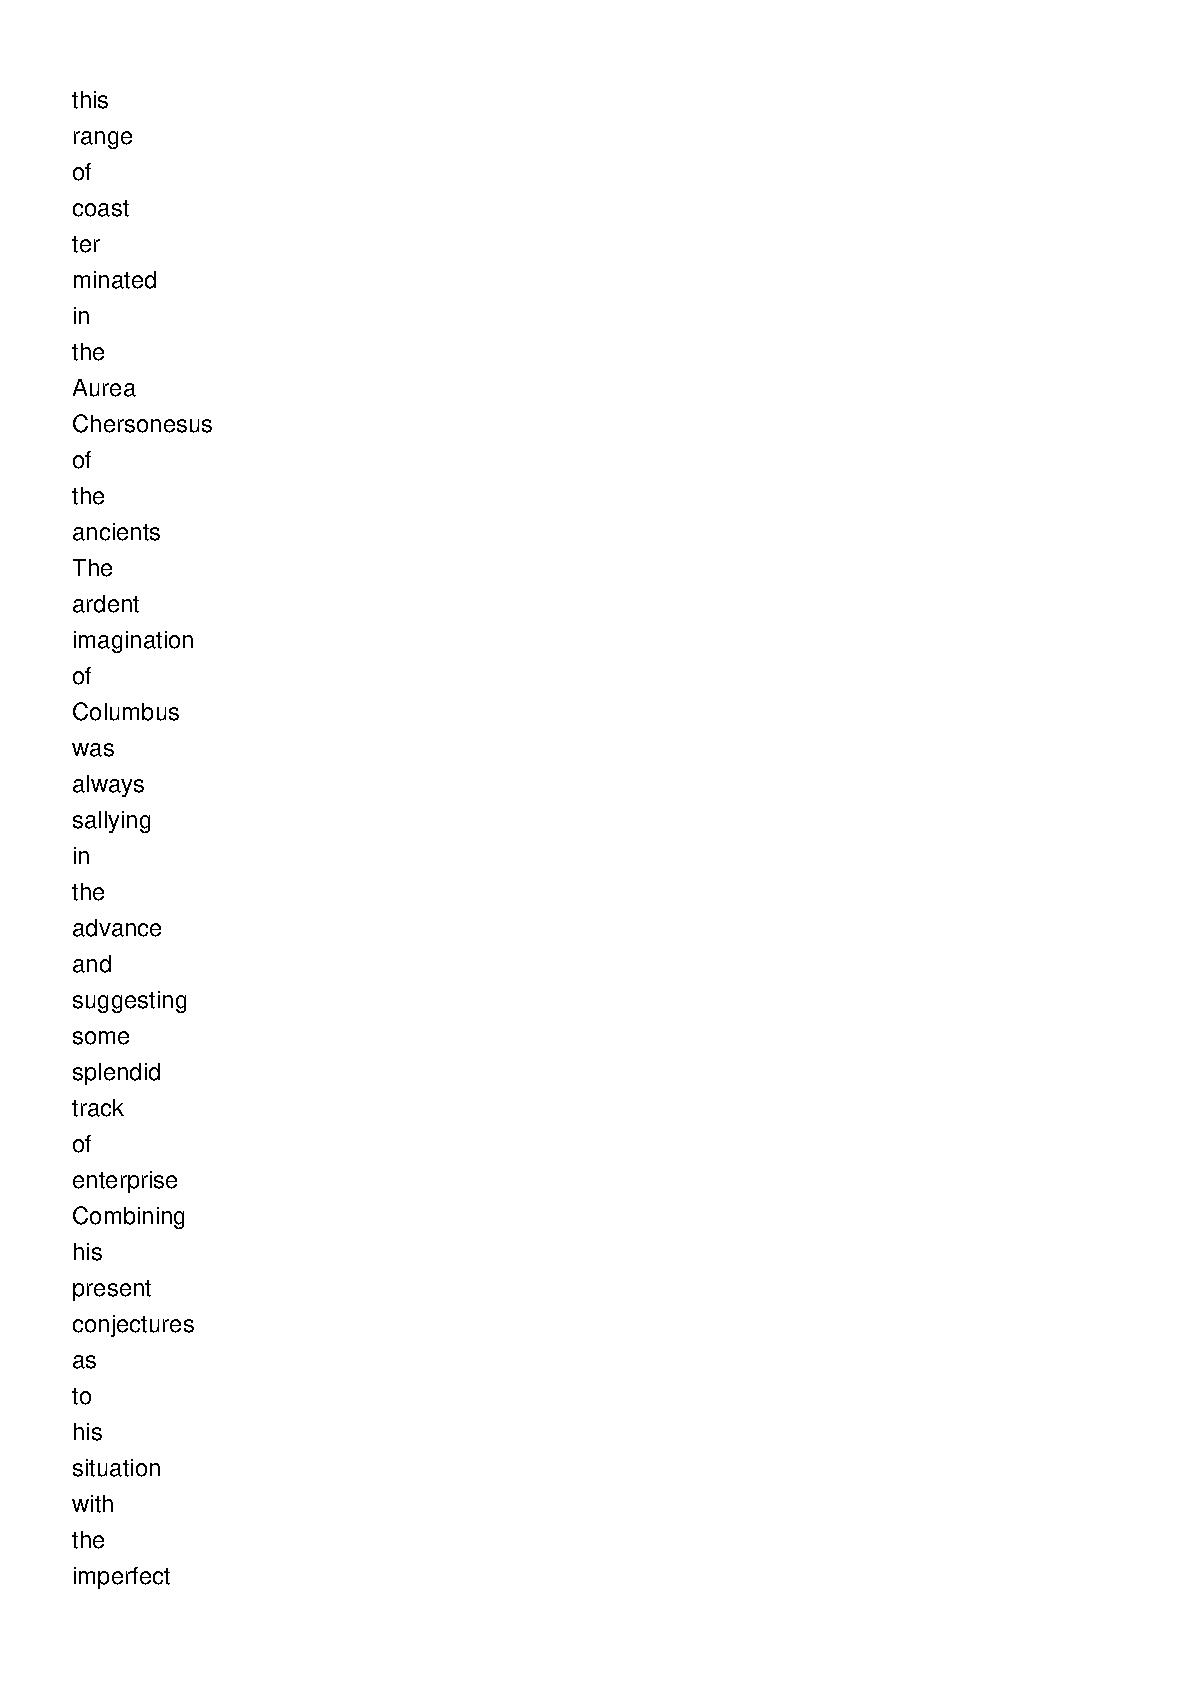 this
range
of
coast
ter
minated
in
the
Aurea
Chersonesus
of
the
ancients
The
ardent
imagination
of
Columbus
was
always
sallying
in
the
advance
and
suggesting
some
splendid
track
of
enterprise
Combining
his
present
conjectures
as
to
his
situation
with
the
imperfect